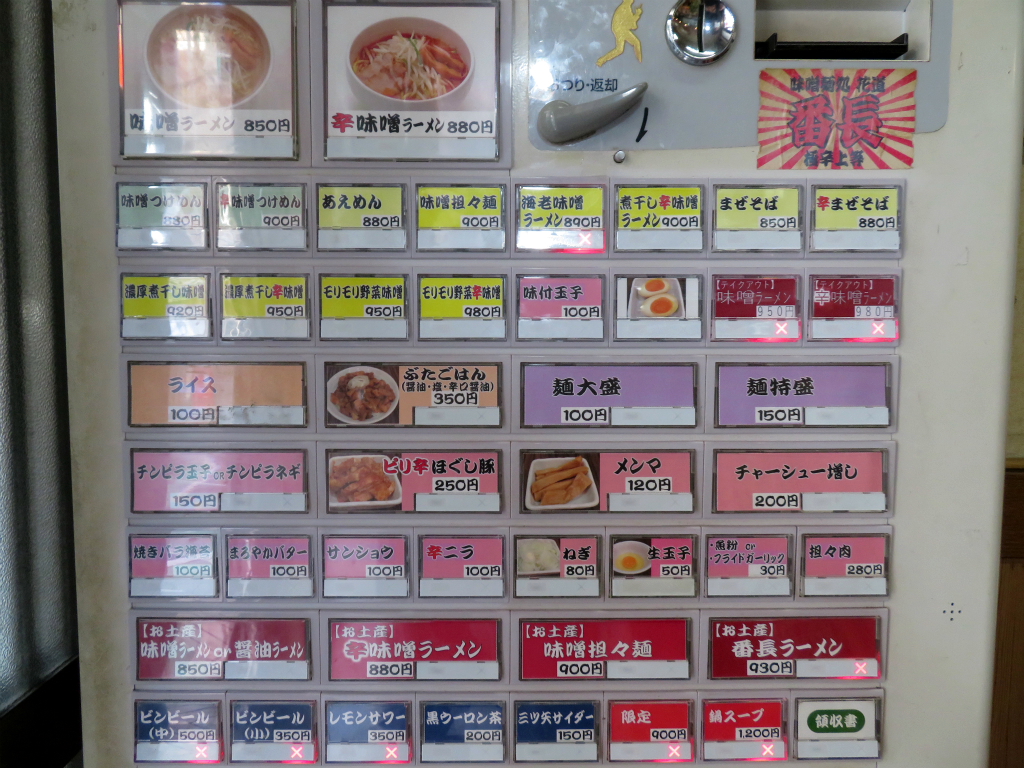 味噌ラーメン 850円
辛味噌ラーメン 880円
おつり・返却
味噌麺処 花道
番長
味噌つけめん
880円
辛味噌つけめん
900円
あえめん
880円
味噌担々麺
900円
海老味噌
ラーメン890円
煮干し辛味噌
ラーメン900円
まぜそば
850円
辛まぜそば
880円
濃厚煮干し味噌
920円
濃厚煮干し辛味噌
950円
モリモリ野菜味噌
950円
モリモリ野菜辛味噌
980円
味付玉子
100円
【テイクアウト】
味噌ラーメン
950円
【テイクアウト】
辛味噌ラーメン
980円
ライス
100円
ぶたごはん
(醤油・塩・辛口醤油)
350円
麺大盛
100円
麺特盛
150円
チンピラ玉子ORチンピラネギ
150円
ピリ辛ほぐし豚
250円
メンマ
120円
チャーシュー増し
200円
焼きバラ海苔
100円
まろやかバター
100円
サンショウ
100円
辛ニラ
100円
ねぎ
80円
生玉子
50円
・魚粉 or
・フライドガーリック
30円
担々肉
280円
【お土産】
味噌ラーメンor醤油ラーメン
850円
【お土産】
辛味噌ラーメン
880円
【お土産】
味噌担々麺
900円
【お土産】
番長ラーメン
930円
ビンビール
(中) 500円
ビンビール
(小) 350円
レモンサワー
350円
黒ウーロン茶
200円
三ツ矢サイダー
150円
限定
900円
鍋スープ
1,200円
領収書